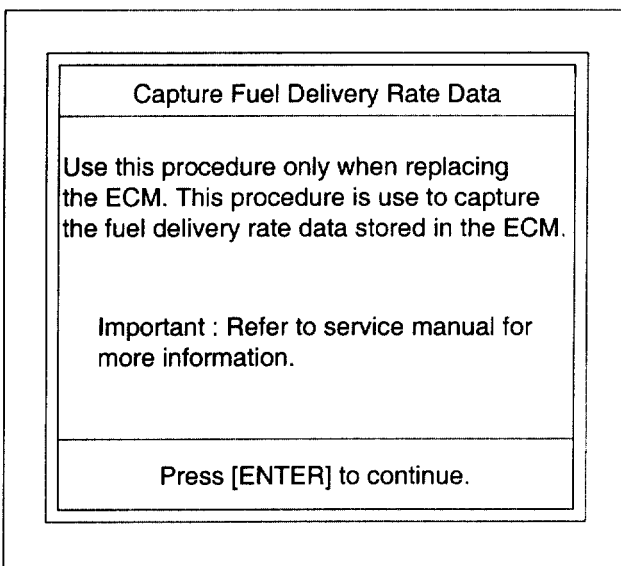 Capture Fuel Delivery Rate Data
Use this procedure only when replacing
the ECM. This procedure is use to capture
the fuel delivery rate data stored in the ECM.
Important : Refer to service manual for
more information.
Press [ENTER] to continue.